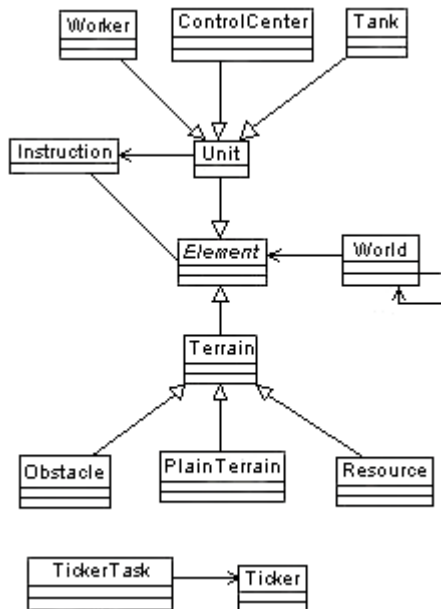 Worker
ControlCenter
Tank
Instruction
Unit
Element
World
Terrain
Obstacle
PlainTerrain
Resource
TickerTask
Ticker